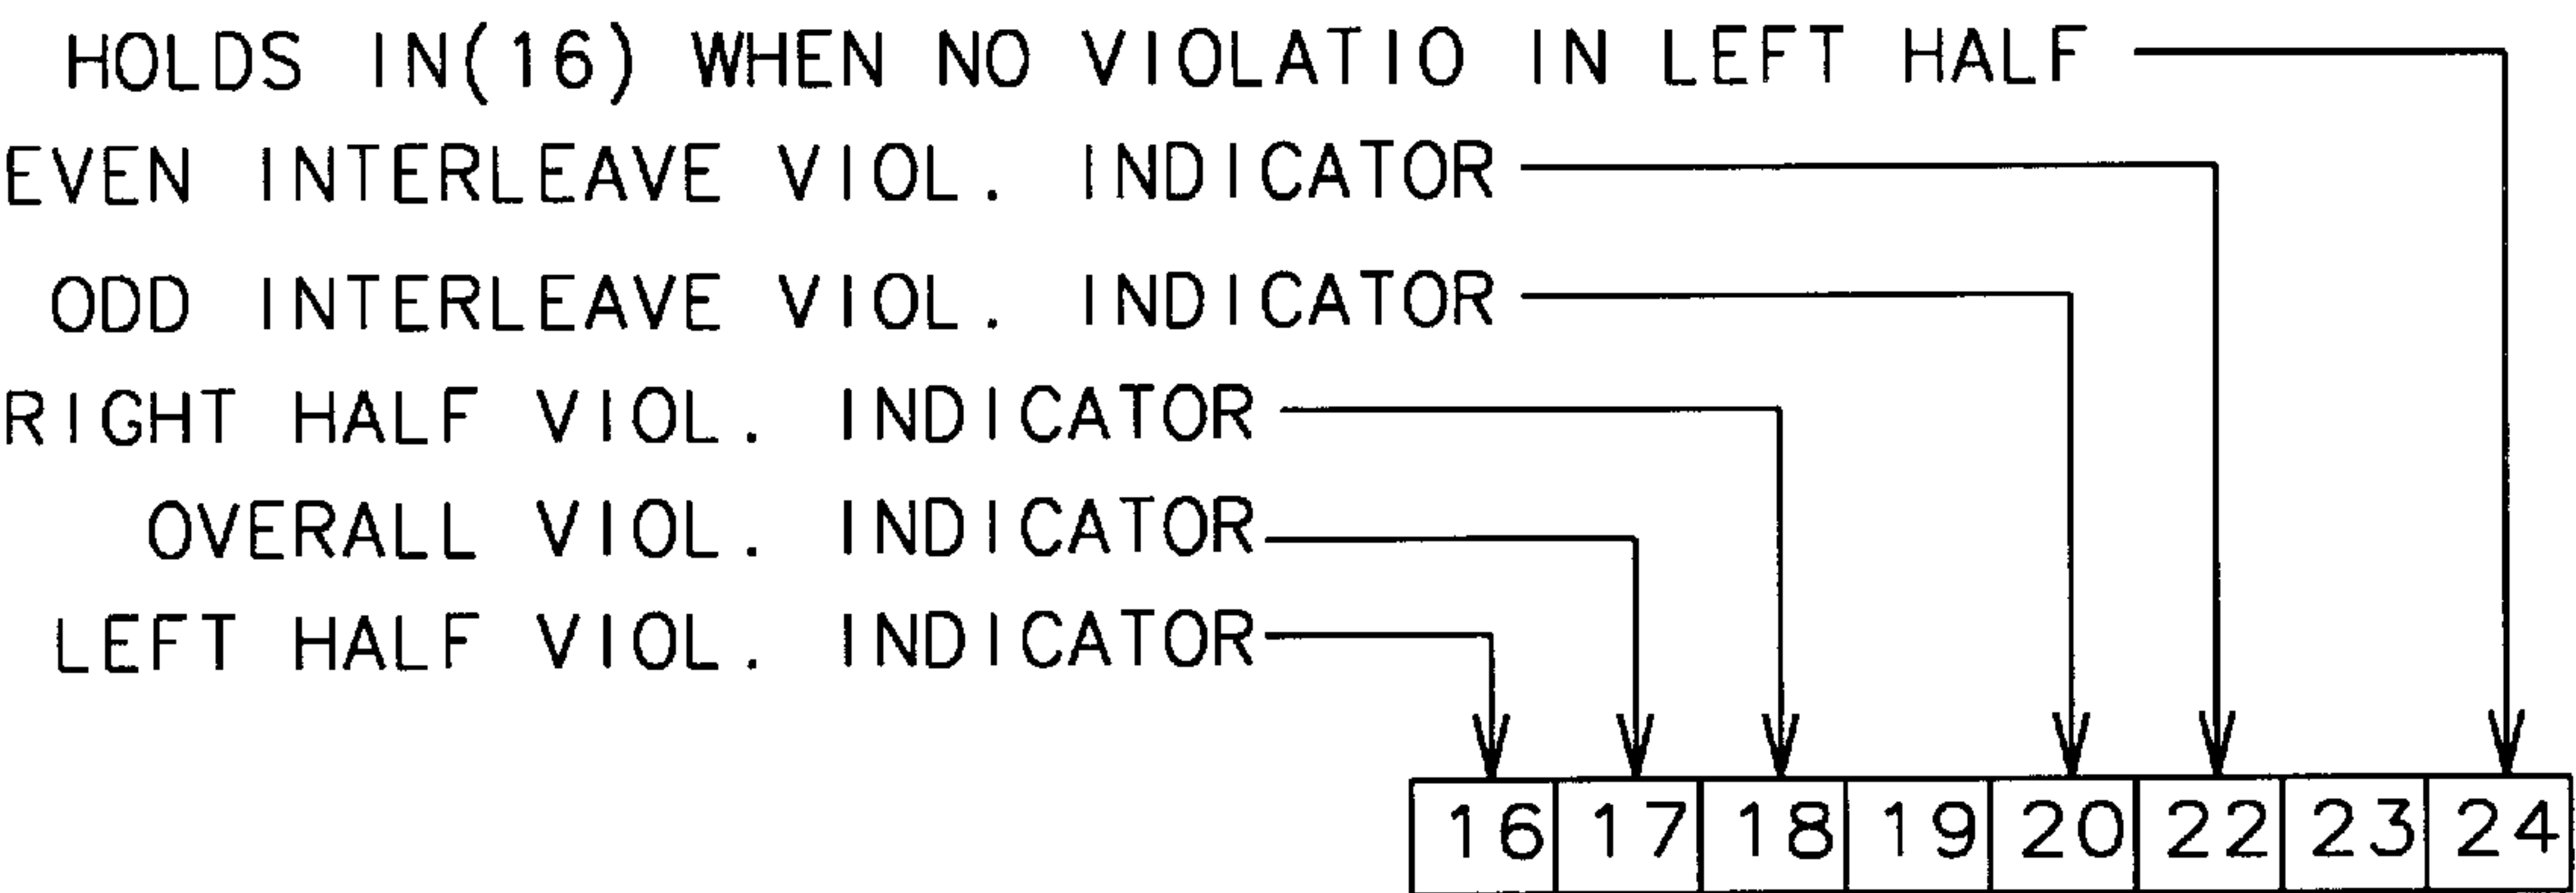 HOLDS IN(16) WHEN NO VIOLATIO IN LEFT HALF
EVEN INTERLEAVE VIOL. INDICATOR
ODD INTERLEAVE VIOL. INDICATOR
RIGHT HALF VIOL. INDICATOR
OVERALL VIOL. INDICATOR
LEFT HALF VIOL. INDICATOR
16 17 18 19 20 22 23 24